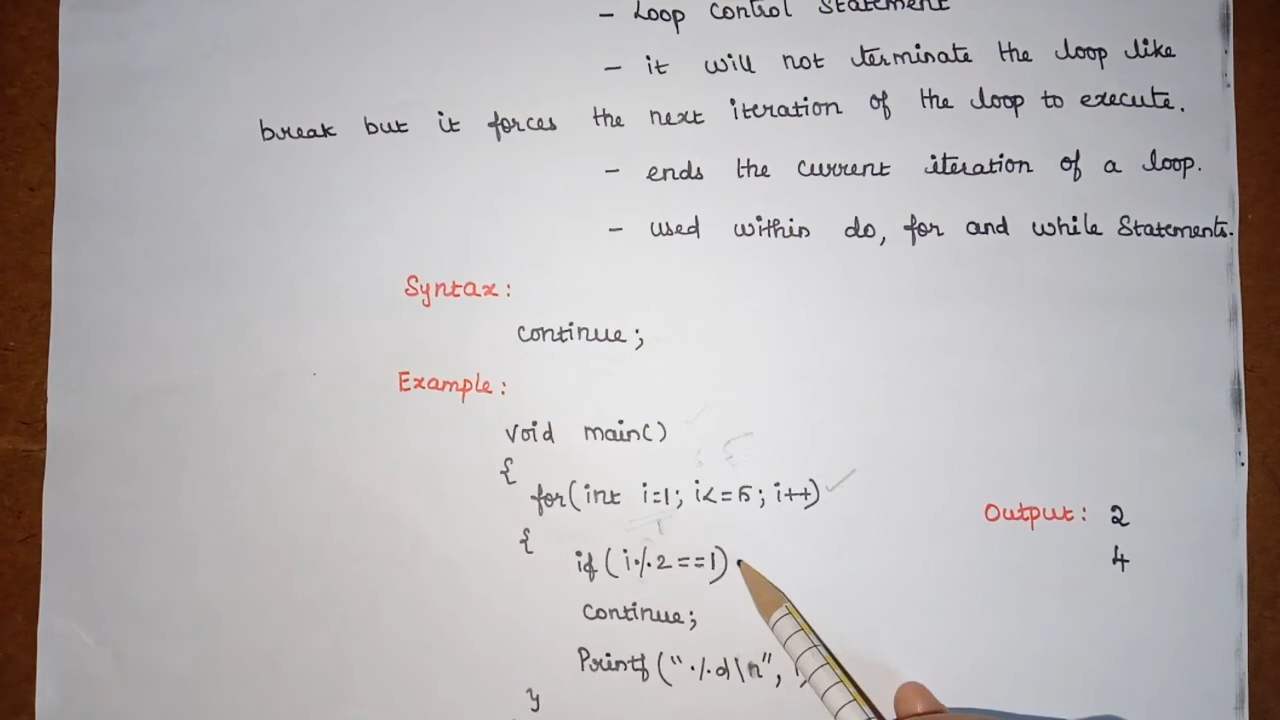 - Loop control Statement
- it will not terminate the loop like
break but it forces the next iteration of the loop to execute.
- ends the current iteration of a loop.
- used within do, for and while Statements.
Syntax:
continue;
Example:
void main()
{
for(int i=1; i<=5; i++)
{
if (i%2==1)
continue;
Printf("%d\n",
}
Output: 2
4